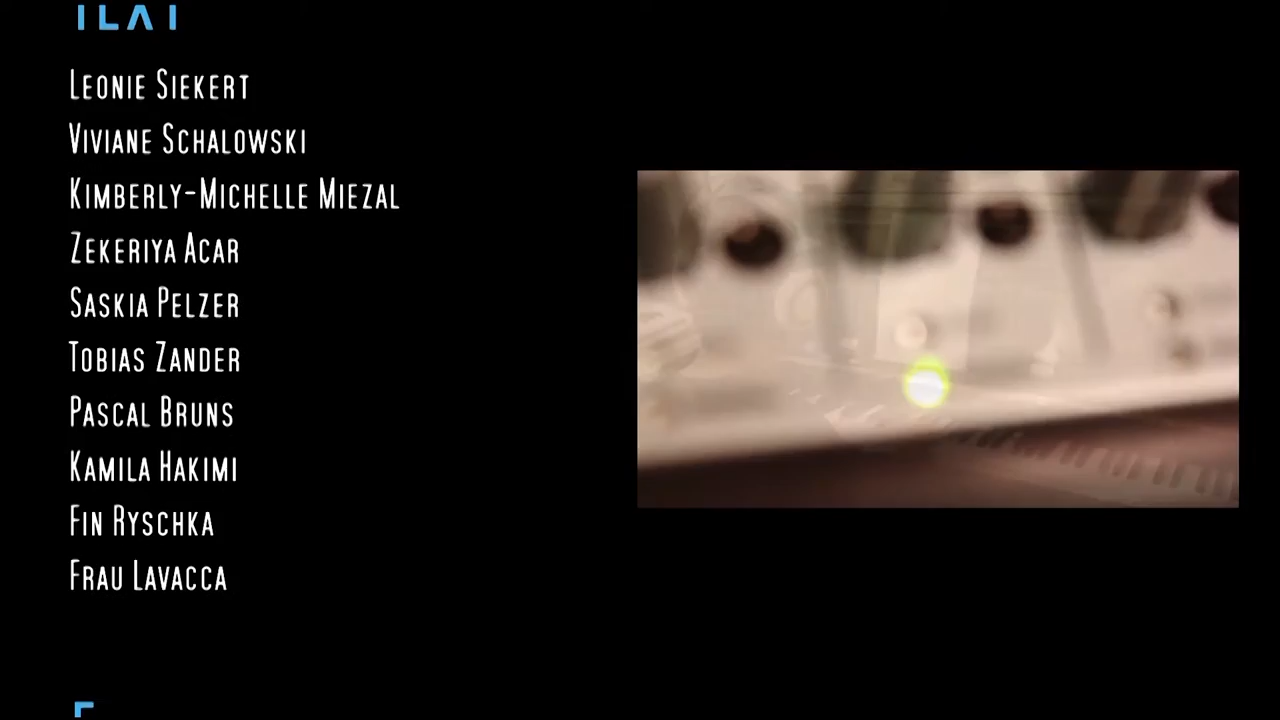 Leonie Siekert
Viviane Schalowski
Kimberly-Michelle Miezal
Zekeriya Acar
Saskia Pelzer
Tobias Zander
Pascal Bruns
Kamila Hakimi
Fin Ryschka
Frau Lavacca